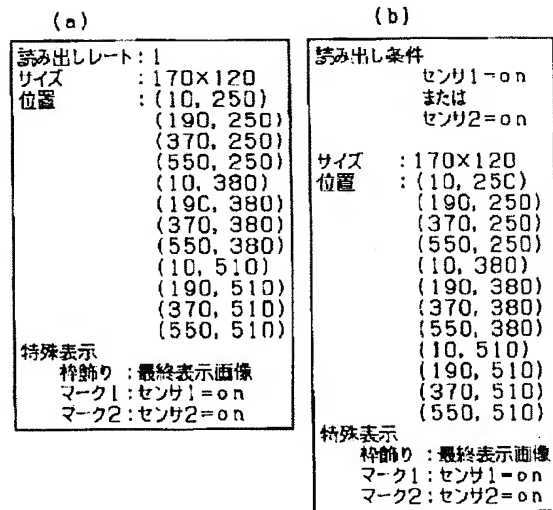 (a)
読み出しレート:1
サイズ :170×120
位置 :(10, 250)
(190, 250)
(370, 250)
(550, 250)
(10, 380)
(19C, 380)
(370, 380)
(550, 380)
(10, 510)
(190, 510)
(370, 510)
(550, 510)
特殊表示
枠飾り:最終表示画像
マーク1:センサ1=on
マーク2:センサ2=on
(b)
読み出し条件
センサ1=on
または
センサ2=on
サイズ :170×120
位置 :(10, 25C)
(190, 250)
(370, 250)
(550, 250)
(10, 380)
(190, 380)
(370, 380)
(550, 380)
(10, 510)
(190, 510)
(370, 510)
(550, 510)
特殊表示
枠飾り:最終表示画像
マーク1:センサ1=on
マーク2:センサ2=on